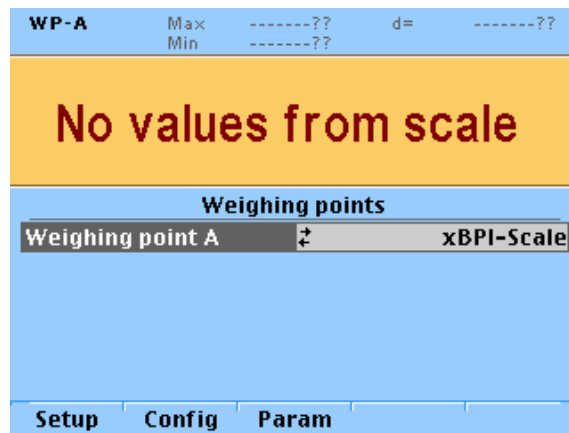 WP-A Max -------?? d= -------??
Min -------??
No values from scale
Weighing points
Weighing point A xBPI-Scale
Setup Config Param